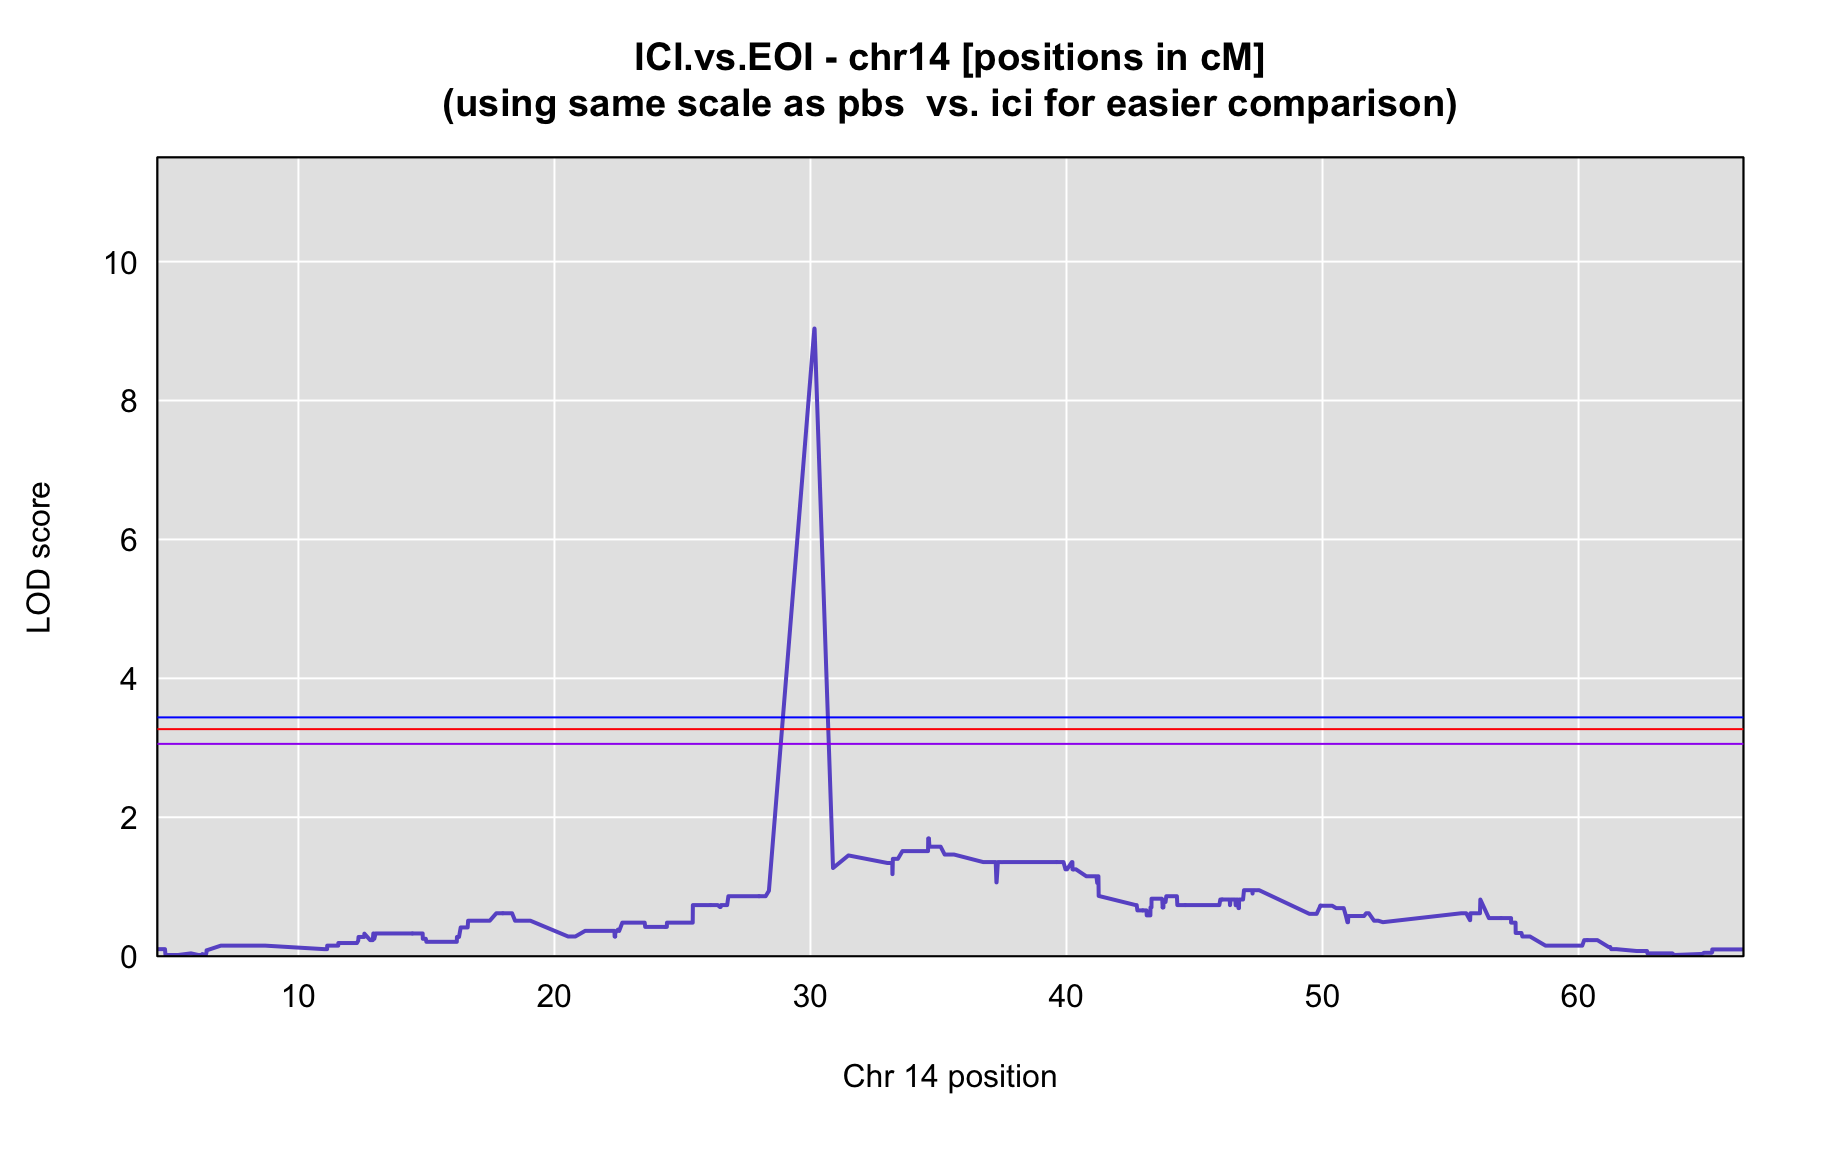 ICI.vs.EOI - chr14 [positions in cM]
(using same scale as pbs  vs. ici for easier comparison)
10
8
6
4
2
0
LOD score
10 20 30 40 50 60
Chr 14 position